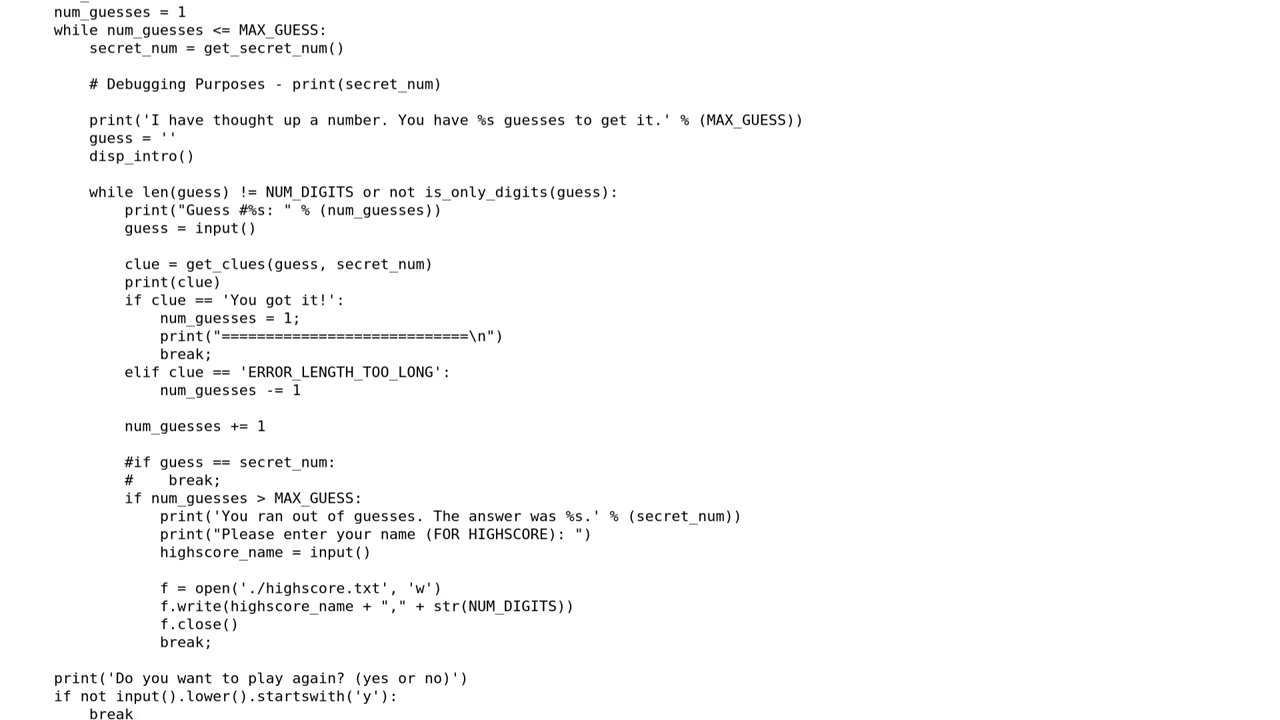 num_guesses = 1
while num_guesses <= MAX_GUESS:
secret_num = get_secret_num()
# Debugging Purposes - print(secret_num)
print('I have thought up a number. You have %s guesses to get it.' % (MAX_GUESS))
guess = ''
disp_intro()
while len(guess) != NUM_DIGITS or not is_only_digits(guess):
print("Guess #%s: " % (num_guesses))
guess = input()
clue = get_clues(guess, secret_num)
print(clue)
if clue == 'You got it!':
num_guesses = 1;
print("============================\n")
break;
elif clue == 'ERROR_LENGTH_TOO_LONG':
num_guesses -= 1
num_guesses += 1
#if guess == secret_num:
#    break;
if num_guesses > MAX_GUESS:
print('You ran out of guesses. The answer was %s.' % (secret_num))
print("Please enter your name (FOR HIGHSCORE): ")
highscore_name = input()
f = open('./highscore.txt', 'w')
f.write(highscore_name + "," + str(NUM_DIGITS))
f.close()
break;
print('Do you want to play again? (yes or no)')
if not input().lower().startswith('y'):
break